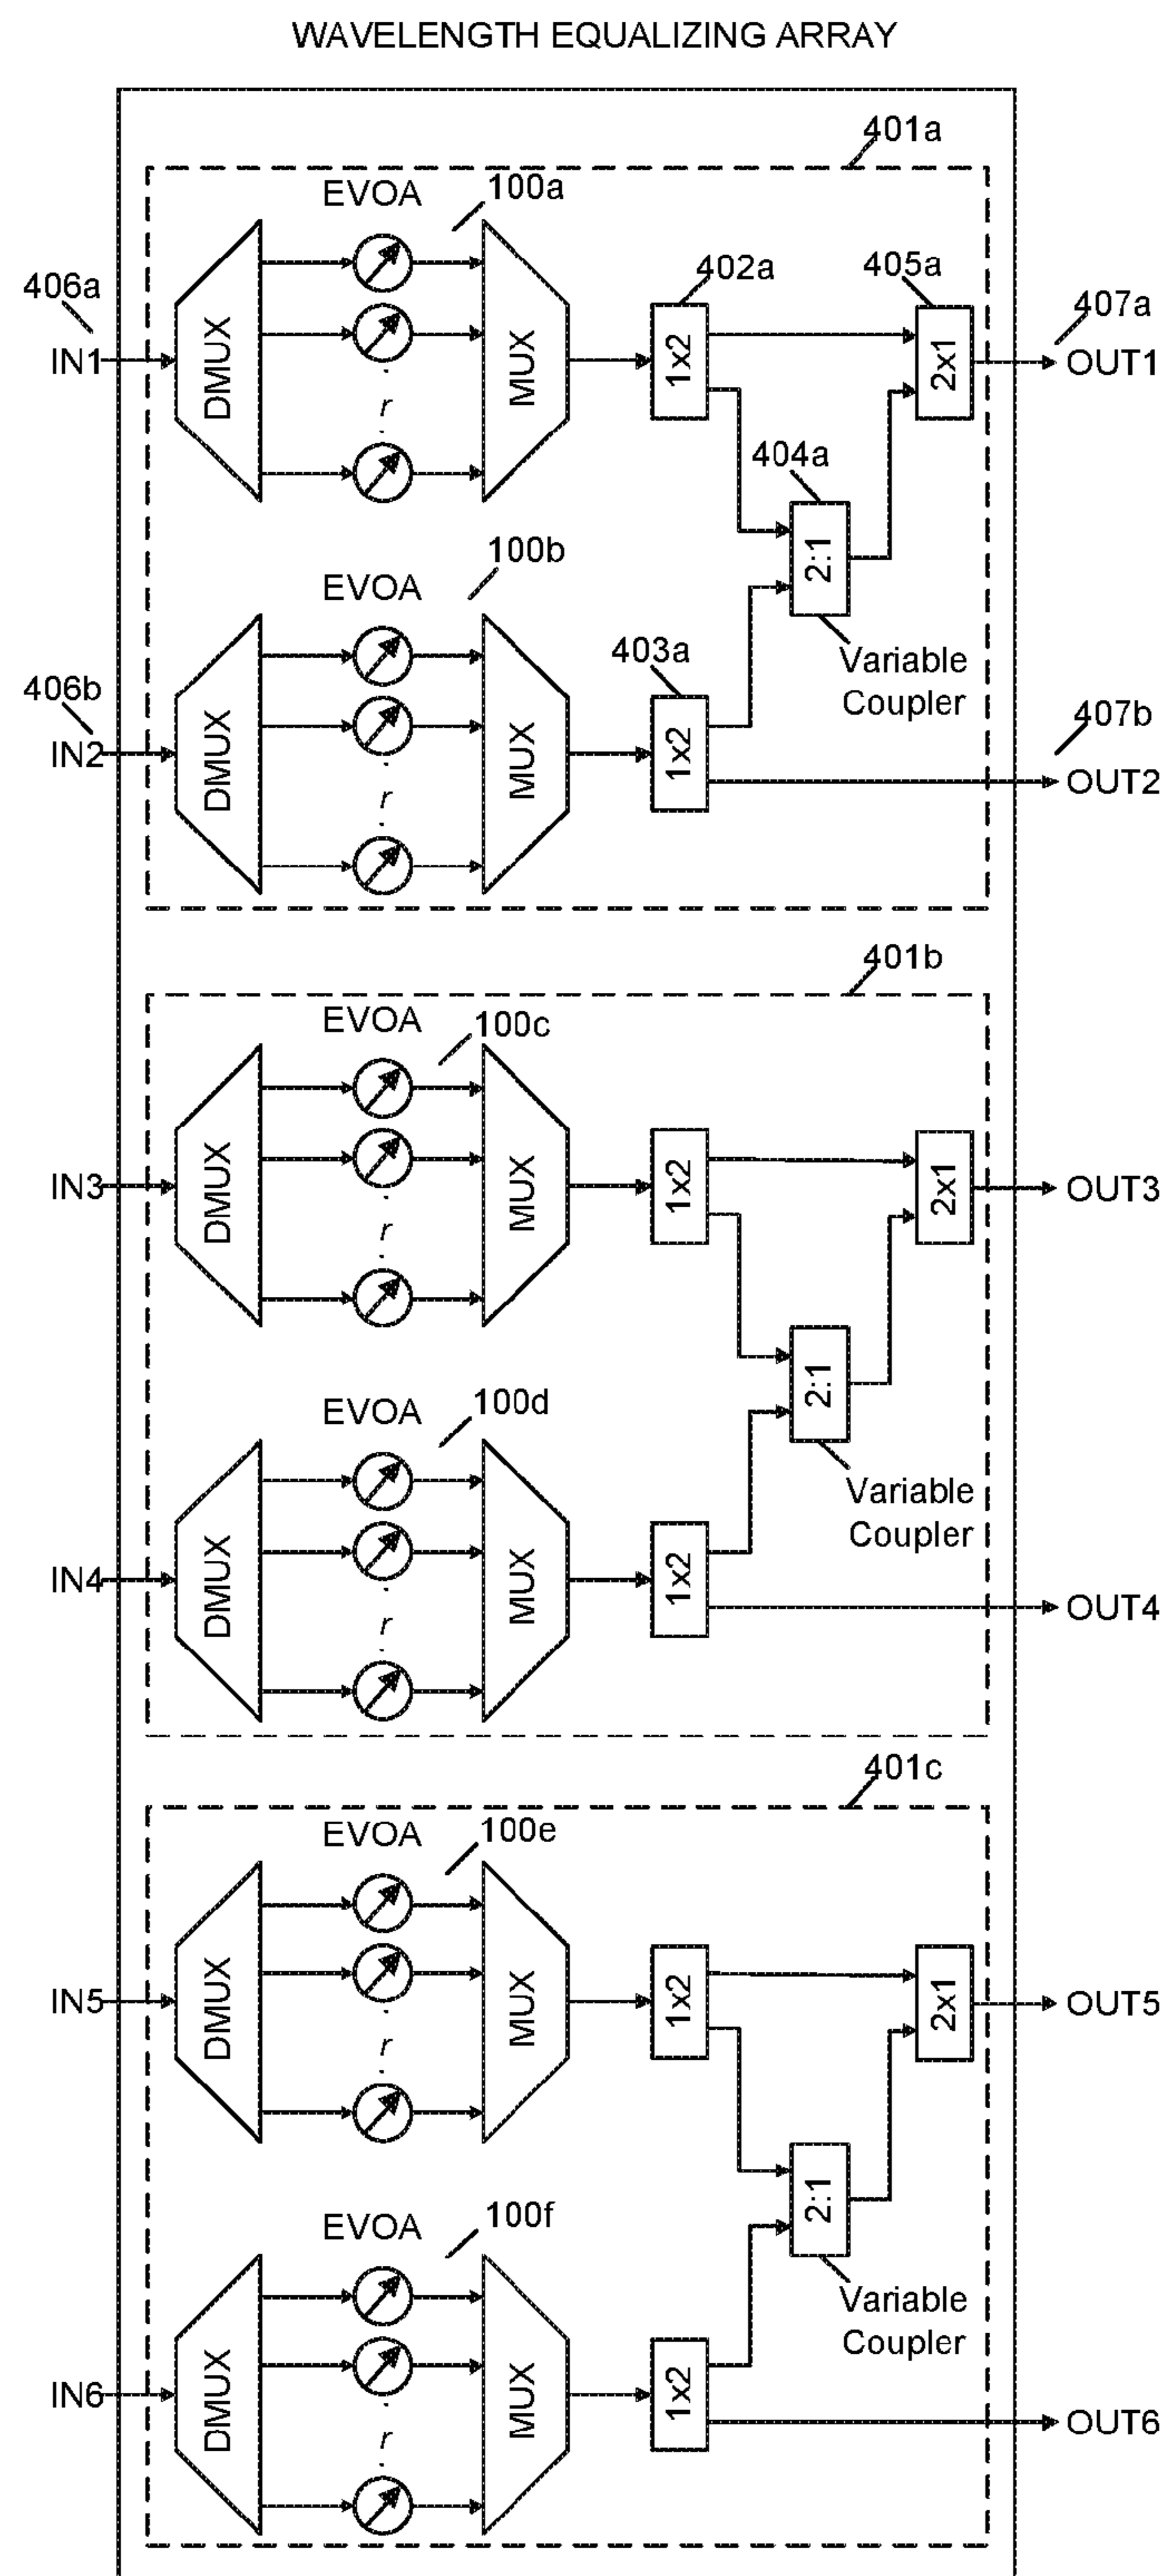 WAVELENGTH EQUALIZING ARRAY
401a
EVOA
100a
406a
402a
405a
407a
IN1
DMUX
MUX
1x2
2x1
OUT1
r
404a
2:1
100b
EVOA
Variable
Coupler
403a
406b
407b
IN2
DMUX
MUX
1x2
OUT2
r
401b
EVOA
100c
IN3
DMUX
MUX
1x2
2x1
OUT3
r
2:1
EVOA
100d
Variable
Coupler
IN4
DMUX
MUX
1x2
OUT4
r
401c
EVOA
100e
IN5
DMUX
MUX
1x2
2x1
OUT5
r
2:1
EVOA
100f
Variable
Coupler
IN6
DMUX
MUX
1x2
OUT6
r